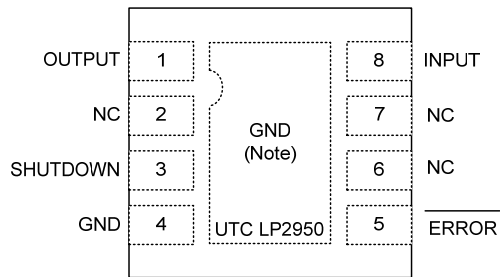 OUTPUT 1 8 INPUT
NC 2 7 NC
GND
(Note)
SHUTDOWN 3 6 NC
GND 4 UTC LP2950 5 ERROR